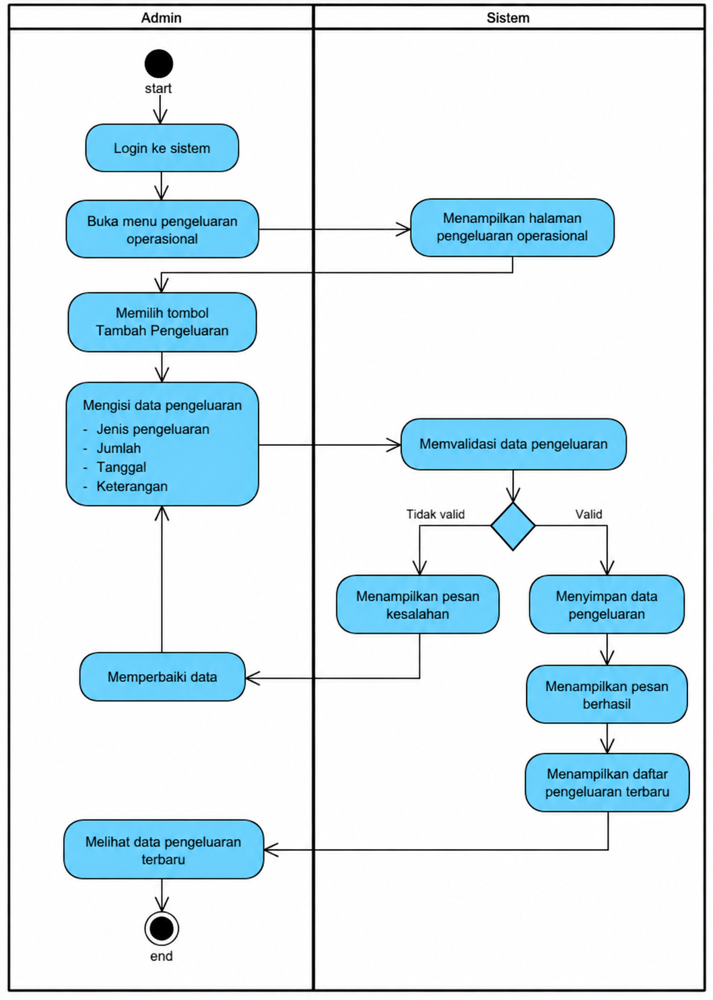 Admin
Sistem
start
Login ke sistem
Buka menu pengeluaran
operasional
Menampilkan halaman
pengeluaran operasional
Memilih tombol
Tambah Pengeluaran
Mengisi data pengeluaran
- Jenis pengeluaran
- Jumlah
- Tanggal
- Keterangan
Memvalidasi data pengeluaran
Tidak valid
Valid
Menampilkan pesan
kesalahan
Menyimpan data
pengeluaran
Memperbaiki data
Menampilkan pesan
berhasil
Menampilkan daftar
pengeluaran terbaru
Melihat data pengeluaran
terbaru
end